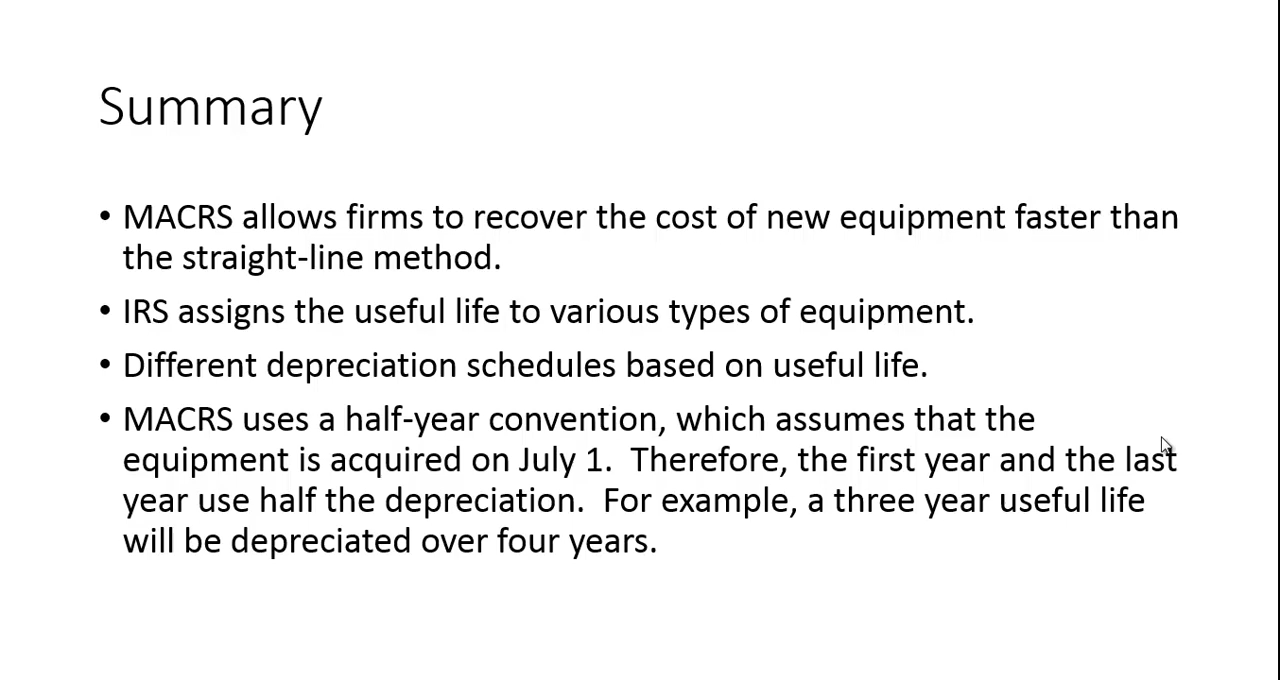 Summary
• MACRS allows firms to recover the cost of new equipment faster than
the straight-line method.
• IRS assigns the useful life to various types of equipment.
• Different depreciation schedules based on useful life.
• MACRS uses a half-year convention, which assumes that the
equipment is acquired on July 1.  Therefore, the first year and the last
year use half the depreciation.  For example, a three year useful life
will be depreciated over four years.